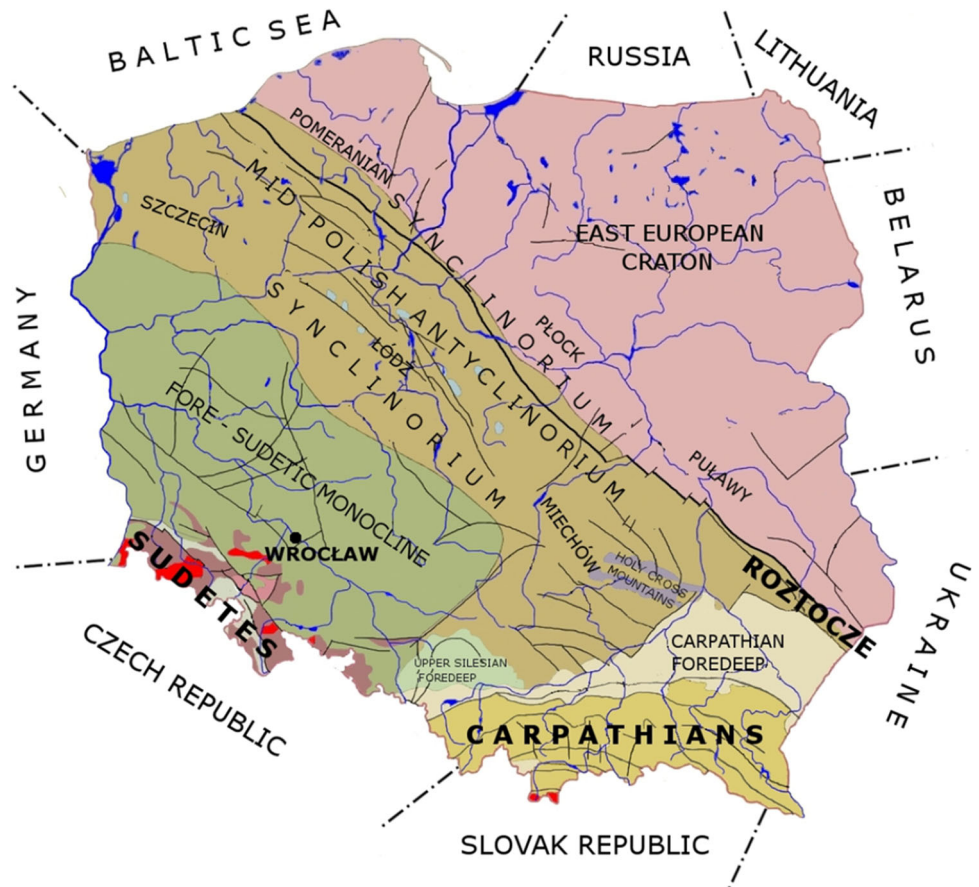 BALTIC SEA
RUSSIA
LITHUANIA
POMERANIAN SYNCLINORIUM
MID-POLISH ANTYCLINORIUM
SZCZECIN
BELARUS
EAST EUROPEAN
CRATON
GERMANY
SYNCLINORIUM
PŁOCK
ŁÓDŹ
FORE - SUDETIC MONOCLINE
PUŁAWY
MIECHÓW
WROCŁAW
SUDETES
HOLY CROSS
MOUNTAINS
ROZTOCZE
UKRAINE
CZECH REPUBLIC
UPPER SILESIAN
FOREDEEP
CARPATHIAN
FOREDEEP
CARPATHIANS
SLOVAK REPUBLIC